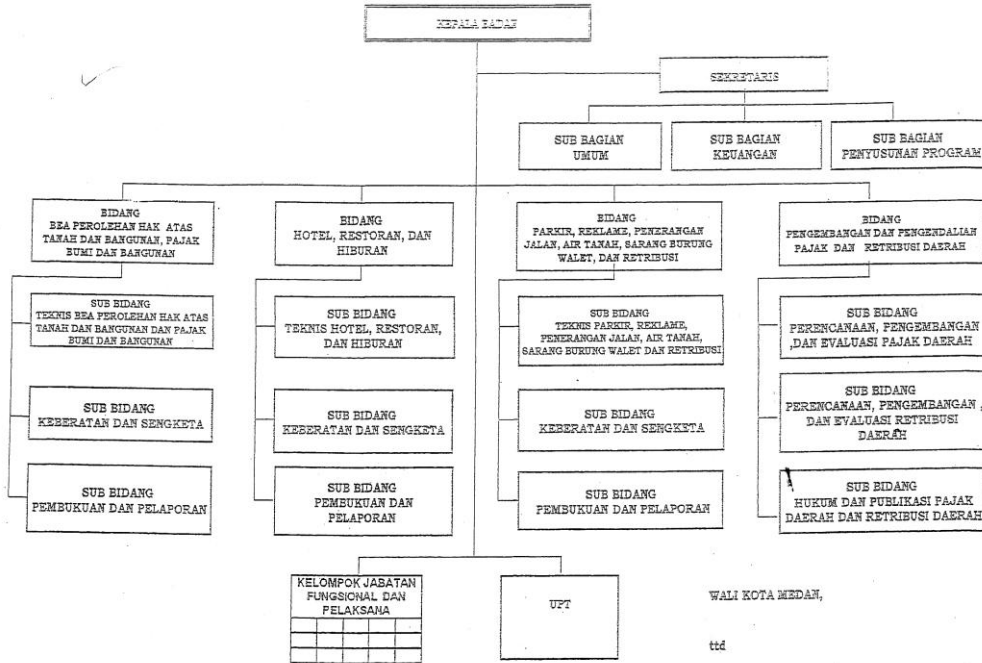 KEPALA BADAN
SEKRETARIS
SUB BAGIAN
UMUM
SUB BAGIAN
KEUANGAN
SUB BAGIAN
PENYUSUNAN PROGRAM
BIDANG
BEA PEROLEHAN HAK ATAS
TANAH DAN BANGUNAN, PAJAK
BUMI DAN BANGUNAN
BIDANG
HOTEL, RESTORAN, DAN
HIBURAN
BIDANG
PARKIR, REKLAME, PENERANGAN
JALAN, AIR TANAH, SARANG BURUNG
WALET, DAN RETRIBUSI
BIDANG
PENGEMBANGAN DAN PENGENDALIAN
PAJAK DAN RETRIBUSI DAERAH
SUB BIDANG
TEKNIS BEA PEROLEHAN HAK ATAS
TANAH DAN BANGUNAN DAN PAJAK
BUMI DAN BANGUNAN
SUB BIDANG
TEKNIS HOTEL, RESTORAN,
DAN HIBURAN
SUB BIDANG
TEKNIS PARKIR, REKLAME,
PENERANGAN JALAN, AIR TANAH,
SARANG BURUNG WALET DAN RETRIBUSI
SUB BIDANG
PERENCANAAN, PENGEMBANGAN
,DAN EVALUASI PAJAK DAERAH
SUB BIDANG
KEBERATAN DAN SENGKETA
SUB BIDANG
KEBERATAN DAN SENGKETA
SUB BIDANG
KEBERATAN DAN SENGKETA
SUB BIDANG
PERENCANAAN, PENGEMBANGAN ,
DAN EVALUASI RETRIBUSI
DAERAH
SUB BIDANG
PEMBUKUAN DAN PELAPORAN
SUB BIDANG
PEMBUKUAN DAN
PELAPORAN
SUB BIDANG
PEMBUKUAN DAN PELAPORAN
SUB BIDANG
HUKUM DAN PUBLIKASI PAJAK
DAERAH DAN RETRIBUSI DAERAH
KELOMPOK JABATAN
FUNGSIONAL DAN
PELAKSANA
UPT
WALI KOTA MEDAN,
ttd